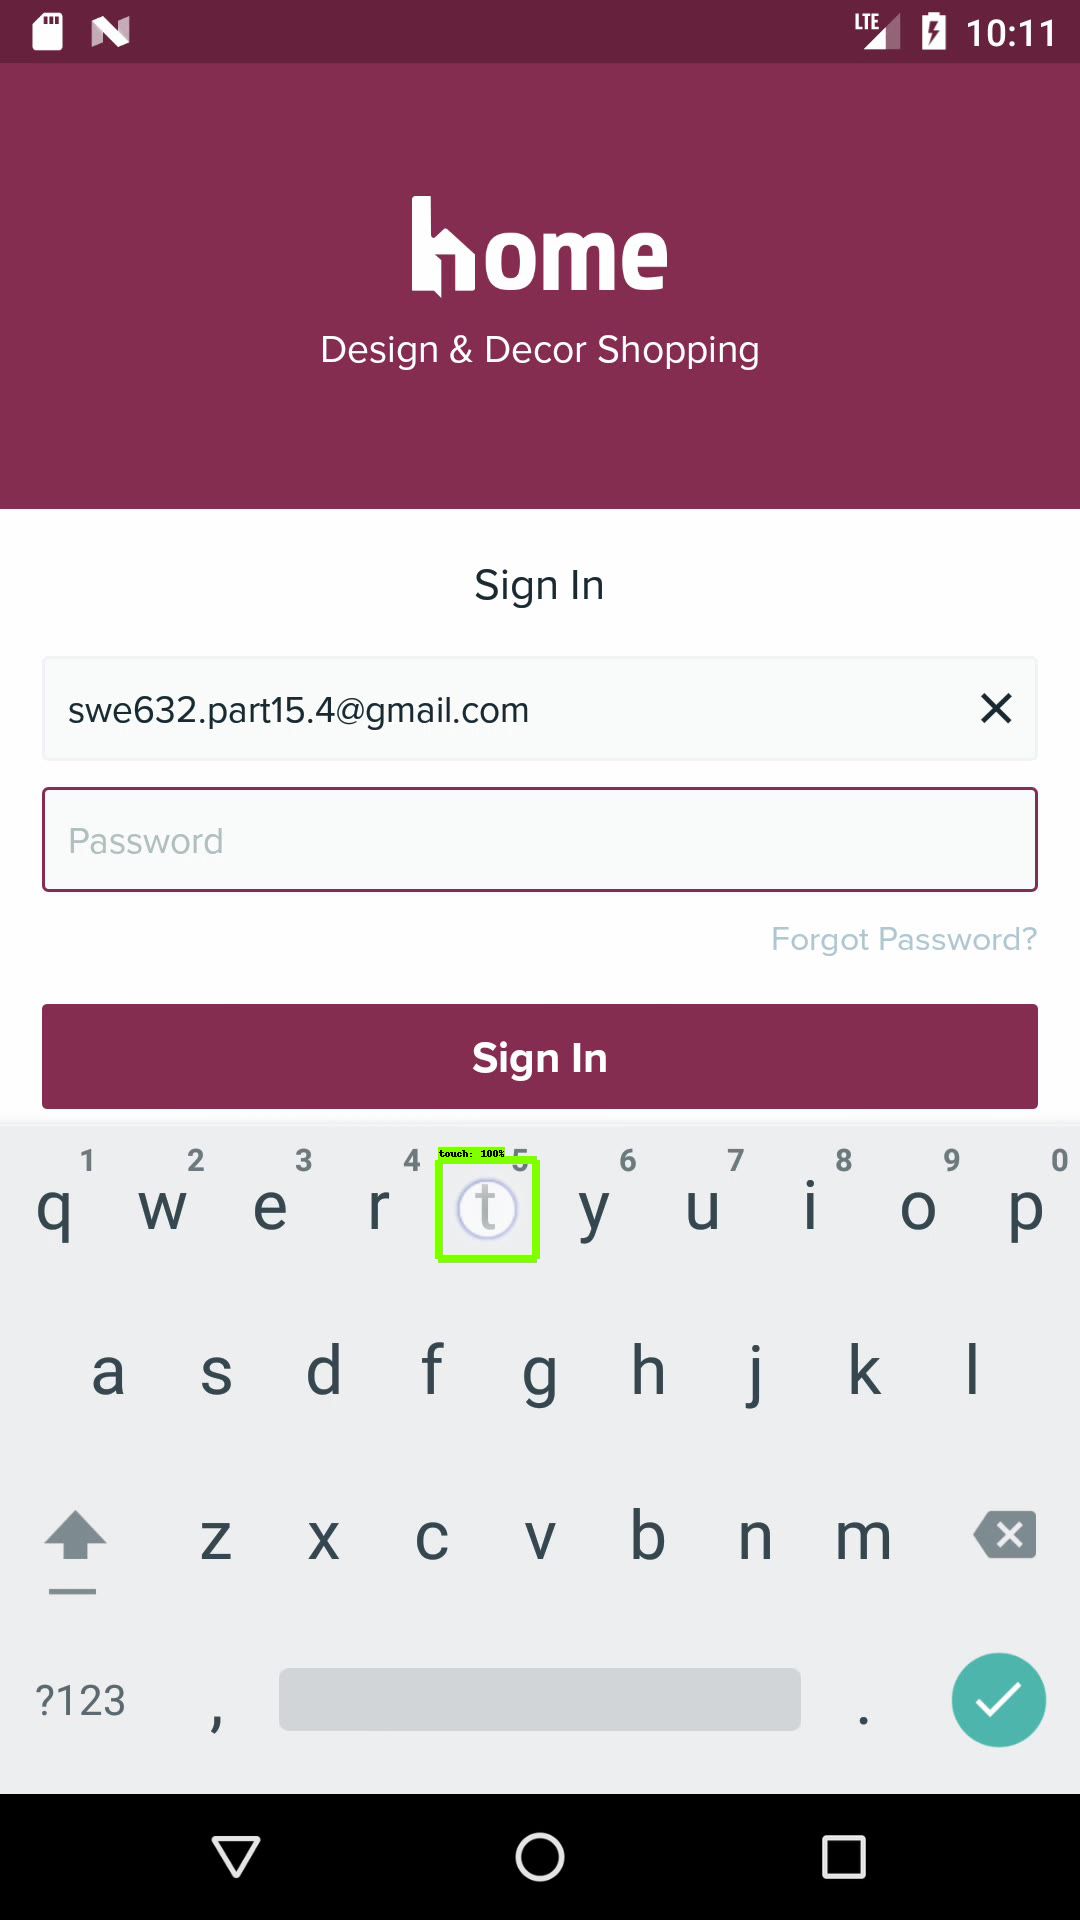 LTE 10:11
home
Design & Decor Shopping
Sign In
swe632.part15.4@gmail.com
Password
Forgot Password?
Sign In
touch: 100%
1 2 3 4 5 6 7 8 9 0
q w e r t y u i o p
a s d f g h j k l
z x c v b n m
?123 , .